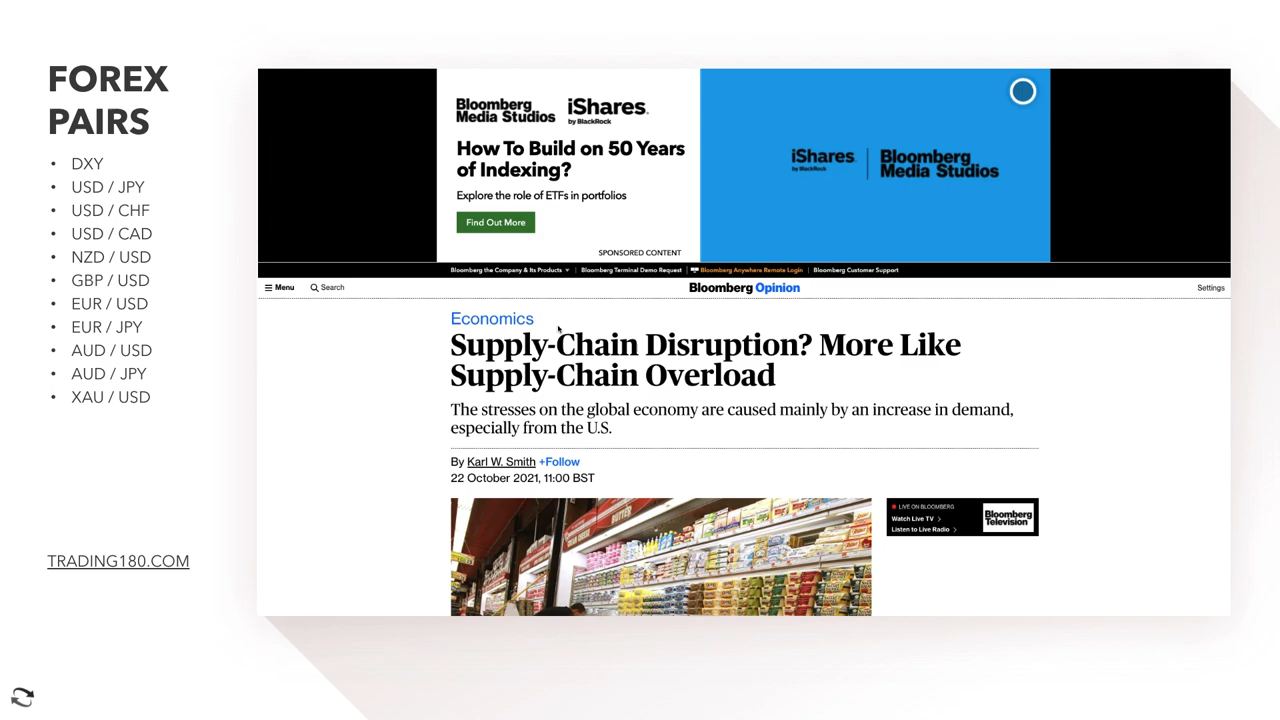 FOREX
PAIRS
• DXY
• USD / JPY
• USD / CHF
• USD / CAD
• NZD / USD
• GBP / USD
• EUR / USD
• EUR / JPY
• AUD / USD
• AUD / JPY
• XAU / USD
TRADING180.COM
Bloomberg
Media Studios
iShares.
by BlackRock
How To Build on 50 Years
of Indexing?
Explore the role of ETFs in portfolios
Find Out More
SPONSORED CONTENT
iShares.
by BlackRock
Bloomberg
Media Studios
Bloomberg the Company & Its Products
Bloomberg Terminal Demo Request
Bloomberg Anywhere Remote Login
Bloomberg Customer Support
Menu
Search
Bloomberg Opinion
Settings
Economics
Supply-Chain Disruption? More Like
Supply-Chain Overload
The stresses on the global economy are caused mainly by an increase in demand,
especially from the U.S.
By Karl W. Smith +Follow
22 October 2021, 11:00 BST
BUTTER
LIVE ON BLOOMBERG
Watch Live TV
Listen to Live Radio
Bloomberg
Television